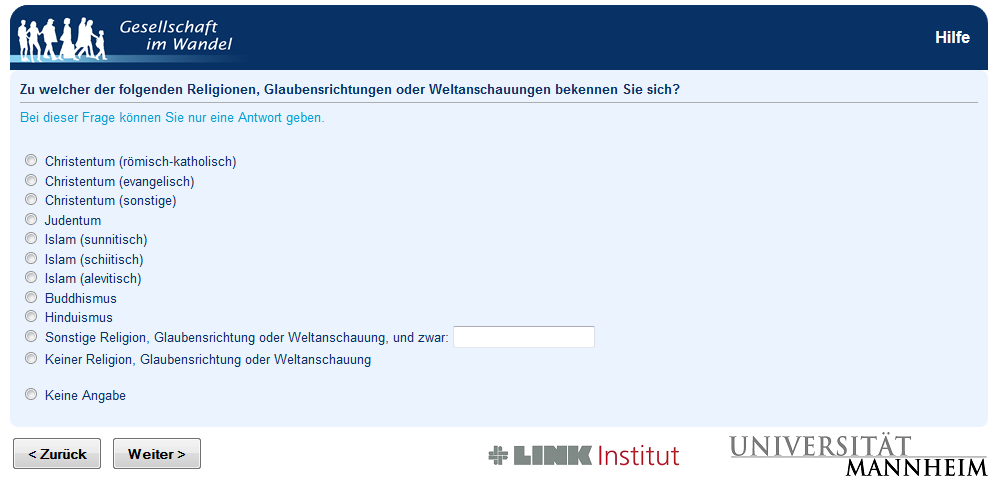 Gesellschaft
im Wandel
Hilfe
Zu welcher der folgenden Religionen, Glaubensrichtungen oder Weltanschauungen bekennen Sie sich?
Bei dieser Frage können Sie nur eine Antwort geben.
Christentum (römisch-katholisch)
Christentum (evangelisch)
Christentum (sonstige)
Judentum
Islam (sunnitisch)
Islam (schiitisch)
Islam (alevitisch)
Buddhismus
Hinduismus
Sonstige Religion, Glaubensrichtung oder Weltanschauung, und zwar:
Keiner Religion, Glaubensrichtung oder Weltanschauung
Keine Angabe
< Zurück
Weiter >
LINK Institut
UNIVERSITÄT
MANNHEIM